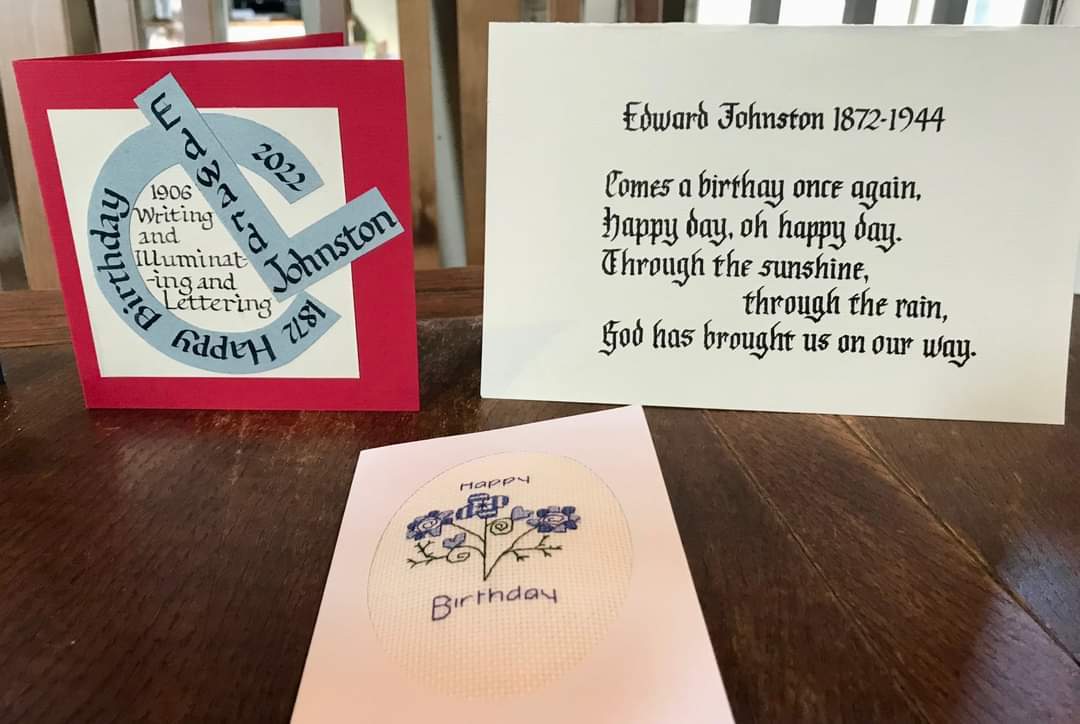 Edward
Johnston
2022
1872 Happy Birthday
1906
Writing
and
Illuminat-
-ing and
Lettering
Edward Johnston 1872-1944
Comes a birthay once again,
Happy day, oh happy day.
Through the sunshine,
through the rain,
God has brought us on our way.
Happy
Birthday